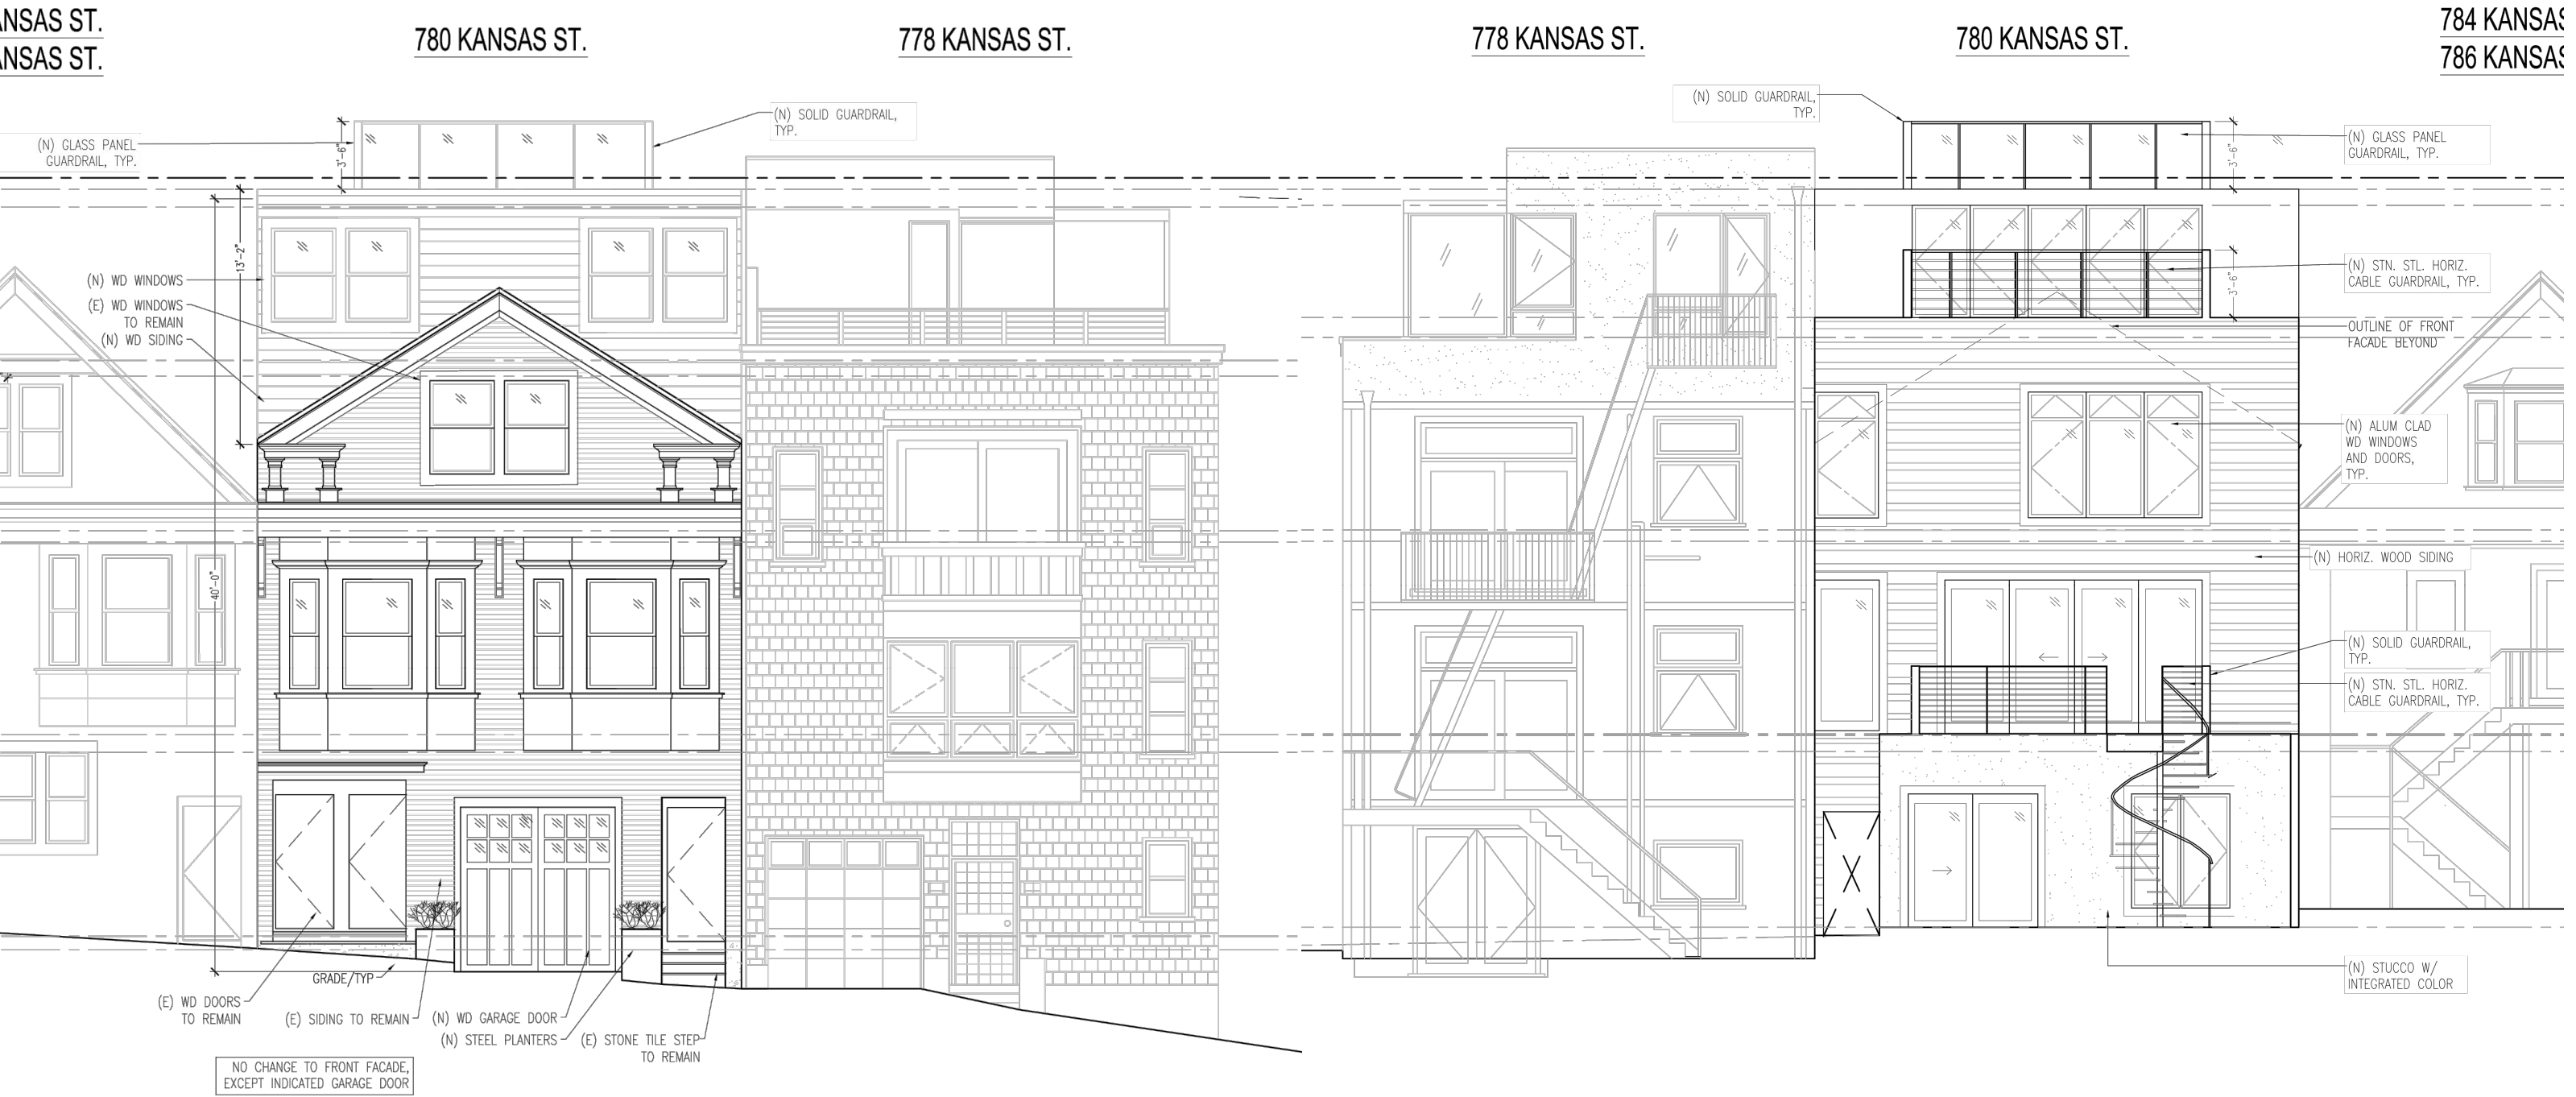 ANSAS ST.
ANSAS ST.
780 KANSAS ST.
778 KANSAS ST.
(N) GLASS PANEL
GUARDRAIL, TYP.
3'-6"
(N) SOLID GUARDRAIL,
TYP.
13'-2"
(N) WD WINDOWS
(E) WD WINDOWS
TO REMAIN
(N) WD SIDING
40'-0"
GRADE/TYP
(E) WD DOORS
TO REMAIN
(E) SIDING TO REMAIN
(N) WD GARAGE DOOR
(N) STEEL PLANTERS
(E) STONE TILE STEP
TO REMAIN
NO CHANGE TO FRONT FACADE,
EXCEPT INDICATED GARAGE DOOR
778 KANSAS ST.
780 KANSAS ST.
784 KANSAS
786 KANSAS
(N) SOLID GUARDRAIL,
TYP.
3'-6"
(N) GLASS PANEL
GUARDRAIL, TYP.
3'-6"
(N) STN. STL. HORIZ.
CABLE GUARDRAIL, TYP.
OUTLINE OF FRONT
FACADE BEYOND
(N) ALUM CLAD
WD WINDOWS
AND DOORS,
TYP.
(N) HORIZ. WOOD SIDING
(N) SOLID GUARDRAIL,
TYP.
(N) STN. STL. HORIZ.
CABLE GUARDRAIL, TYP.
(N) STUCCO W/
INTEGRATED COLOR